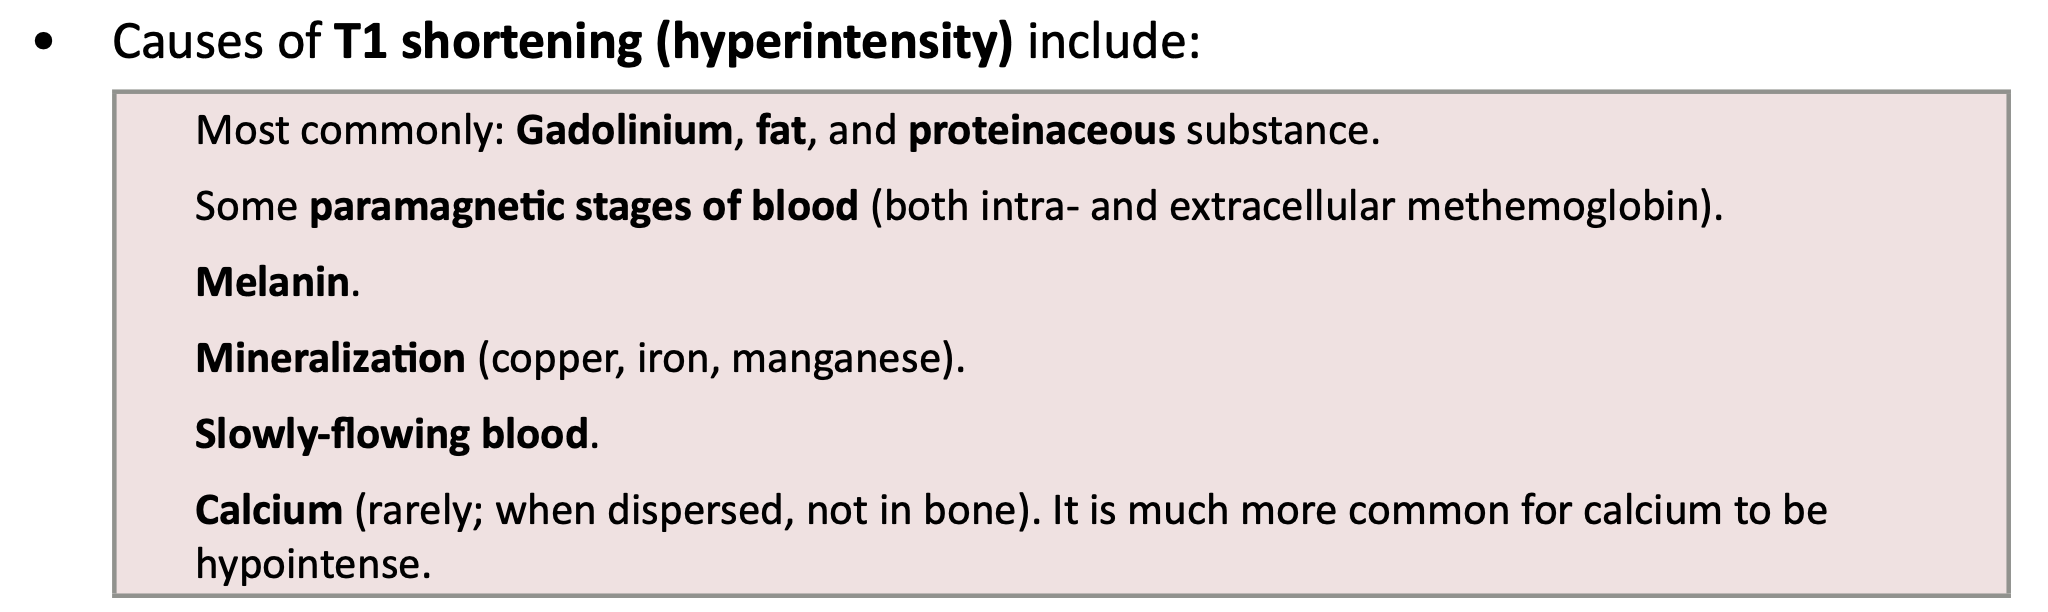 • Causes of T1 shortening (hyperintensity) include:
Most commonly: Gadolinium, fat, and proteinaceous substance.
Some paramagnetic stages of blood (both intra- and extracellular methemoglobin).
Melanin.
Mineralization (copper, iron, manganese).
Slowly-flowing blood.
Calcium (rarely; when dispersed, not in bone). It is much more common for calcium to be
hypointense.